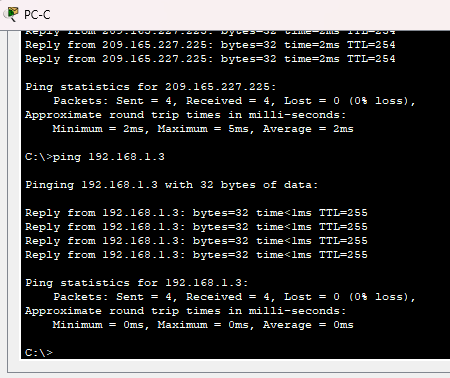 PC-C
Reply from 209.165.227.225: bytes=32 time=2ms TTL=254
Reply from 209.165.227.225: bytes=32 time=2ms TTL=254
Reply from 209.165.227.225: bytes=32 time=2ms TTL=254
Ping statistics for 209.165.227.225:
Packets: Sent = 4, Received = 4, Lost = 0 (0% loss),
Approximate round trip times in milli-seconds:
Minimum = 2ms, Maximum = 5ms, Average = 2ms
C:\>ping 192.168.1.3
Pinging 192.168.1.3 with 32 bytes of data:
Reply from 192.168.1.3: bytes=32 time<1ms TTL=255
Reply from 192.168.1.3: bytes=32 time<1ms TTL=255
Reply from 192.168.1.3: bytes=32 time<1ms TTL=255
Reply from 192.168.1.3: bytes=32 time<1ms TTL=255
Ping statistics for 192.168.1.3:
Packets: Sent = 4, Received = 4, Lost = 0 (0% loss),
Approximate round trip times in milli-seconds:
Minimum = 0ms, Maximum = 0ms, Average = 0ms
C:\>